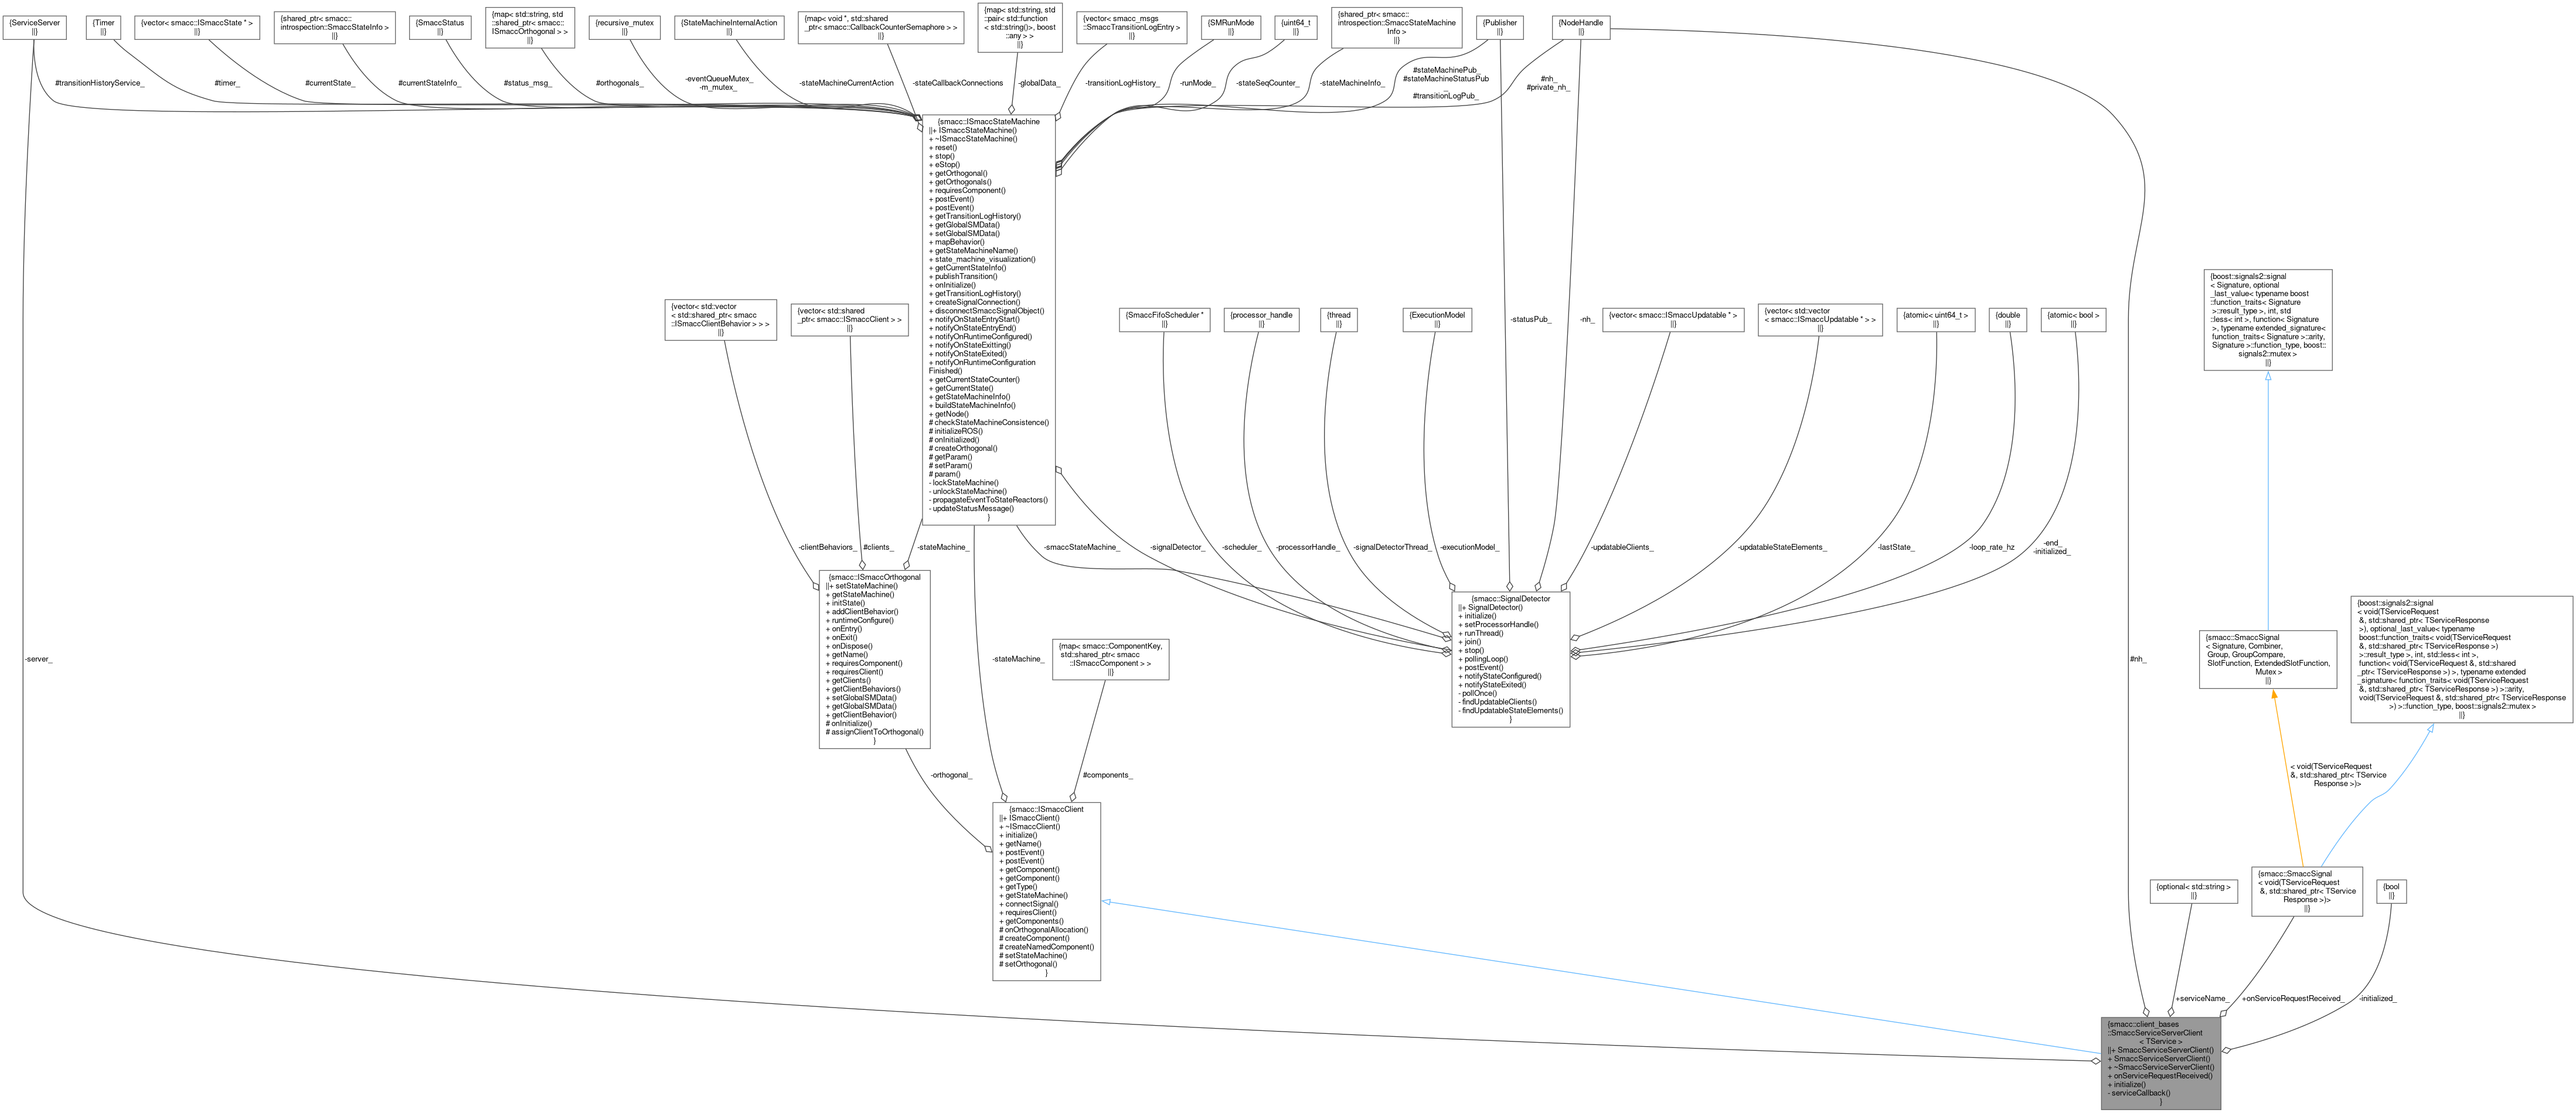 {ServiceServer
||}
{Timer
||}
{vector< smacc::ISmaccState * >
||}
{shared_ptr< smacc::
introspection::SmaccStateInfo >
||}
{SmaccStatus
||}
{map< std::string, std
::shared_ptr< smacc::
ISmaccOrthogonal > >
||}
{recursive_mutex
||}
{StateMachineInternalAction
||}
{map< void *, std::shared
_ptr< smacc::CallbackCounterSemaphore > >
||}
{map< std::string, std
::pair< std::function
< std::string()>, boost
::any > >
||}
{vector< smacc_msgs
::SmaccTransitionLogEntry >
||}
{SMRunMode
||}
{uint64_t
||}
{shared_ptr< smacc::
introspection::SmaccStateMachine
Info >
||}
{Publisher
||}
{NodeHandle
||}
#transitionHistoryService_
#timer_
#currentState_
#currentStateInfo_
#status_msg_
#orthogonals_
-eventQueueMutex_
-m_mutex_
-stateMachineCurrentAction
-stateCallbackConnections
-globalData_
-transitionLogHistory_
-runMode_
-stateSeqCounter_
-stateMachineInfo_
#stateMachinePub_
#stateMachineStatusPub
_
#transitionLogPub_
#nh_
#private_nh_
{smacc::ISmaccStateMachine
||+ ISmaccStateMachine()
+ ~ISmaccStateMachine()
+ reset()
+ stop()
+ eStop()
+ getOrthogonal()
+ getOrthogonals()
+ requiresComponent()
+ postEvent()
+ postEvent()
+ getTransitionLogHistory()
+ getGlobalSMData()
+ setGlobalSMData()
+ mapBehavior()
+ getStateMachineName()
+ state_machine_visualization()
+ getCurrentStateInfo()
+ publishTransition()
+ onInitialize()
+ getTransitionLogHistory()
+ createSignalConnection()
+ disconnectSmaccSignalObject()
+ notifyOnStateEntryStart()
+ notifyOnStateEntryEnd()
+ notifyOnRuntimeConfigured()
+ notifyOnStateExitting()
+ notifyOnStateExited()
+ notifyOnRuntimeConfiguration
Finished()
+ getCurrentStateCounter()
+ getCurrentState()
+ getStateMachineInfo()
+ buildStateMachineInfo()
+ getNode()
# checkStateMachineConsistence()
# initializeROS()
# onInitialized()
# createOrthogonal()
# getParam()
# setParam()
# param()
- lockStateMachine()
- unlockStateMachine()
- propagateEventToStateReactors()
- updateStatusMessage()
}
{vector< std::vector
< std::shared_ptr< smacc
::ISmaccClientBehavior > > >
||}
{vector< std::shared
_ptr< smacc::ISmaccClient > >
||}
{SmaccFifoScheduler *
||}
{processor_handle
||}
{thread
||}
{ExecutionModel
||}
-statusPub_
-nh_
{vector< smacc::ISmaccUpdatable * >
||}
{vector< std::vector
< smacc::ISmaccUpdatable * > >
||}
{atomic< uint64_t >
||}
{double
||}
{atomic< bool >
||}
{boost::signals2::signal
< Signature, optional
_last_value< typename boost
::function_traits< Signature
>::result_type >, int, std
::less< int >, function< Signature
>, typename extended_signature<
function_traits< Signature >::arity,
Signature >::function_type, boost::
signals2::mutex >
||}
-clientBehaviors_
#clients_
-stateMachine_
-smaccStateMachine_
-signalDetector_
-scheduler_
-processorHandle_
-signalDetectorThread_
-executionModel_
-updatableClients_
-updatableStateElements_
-lastState_
-loop_rate_hz
-end_
-initialized_
{smacc::ISmaccOrthogonal
||+ setStateMachine()
+ getStateMachine()
+ initState()
+ addClientBehavior()
+ runtimeConfigure()
+ onEntry()
+ onExit()
+ onDispose()
+ getName()
+ requiresComponent()
+ requiresClient()
+ getClients()
+ getClientBehaviors()
+ setGlobalSMData()
+ getGlobalSMData()
+ getClientBehavior()
# onInitialize()
# assignClientToOrthogonal()
}
{smacc::SignalDetector
||+ SignalDetector()
+ initialize()
+ setProcessorHandle()
+ runThread()
+ join()
+ stop()
+ pollingLoop()
+ postEvent()
+ notifyStateConfigured()
+ notifyStateExited()
- pollOnce()
- findUpdatableClients()
- findUpdatableStateElements()
}
{smacc::SmaccSignal
< Signature, Combiner,
Group, GroupCompare,
SlotFunction, ExtendedSlotFunction,
Mutex >
||}
{boost::signals2::signal
< void(TServiceRequest
&, std::shared_ptr< TServiceResponse
>), optional_last_value< typename
boost::function_traits< void(TServiceRequest
&, std::shared_ptr< TServiceResponse >)
>::result_type >, int, std::less< int >,
function< void(TServiceRequest &, std::shared
_ptr< TServiceResponse >) >, typename extended
_signature< function_traits< void(TServiceRequest
&, std::shared_ptr< TServiceResponse >) >::arity,
void(TServiceRequest &, std::shared_ptr< TServiceResponse
>) >::function_type, boost::signals2::mutex >
||}
-server_
-stateMachine_
{map< smacc::ComponentKey,
std::shared_ptr< smacc
::ISmaccComponent > >
||}
#nh_
-orthogonal_
#components_
< void(TServiceRequest
&, std::shared_ptr< TService
Response >)>
{smacc::ISmaccClient
||+ ISmaccClient()
+ ~ISmaccClient()
+ initialize()
+ getName()
+ postEvent()
+ postEvent()
+ getComponent()
+ getComponent()
+ getType()
+ getStateMachine()
+ connectSignal()
+ requiresClient()
+ getComponents()
# onOrthogonalAllocation()
# createComponent()
# createNamedComponent()
# setStateMachine()
# setOrthogonal()
}
{optional< std::string >
||}
{smacc::SmaccSignal
< void(TServiceRequest
&, std::shared_ptr< TService
Response >)>
||}
{bool
||}
+serviceName_
+onServiceRequestReceived_
-initialized_
{smacc::client_bases
::SmaccServiceServerClient
< TService >
||+ SmaccServiceServerClient()
+ SmaccServiceServerClient()
+ ~SmaccServiceServerClient()
+ onServiceRequestReceived()
+ initialize()
- serviceCallback()
}